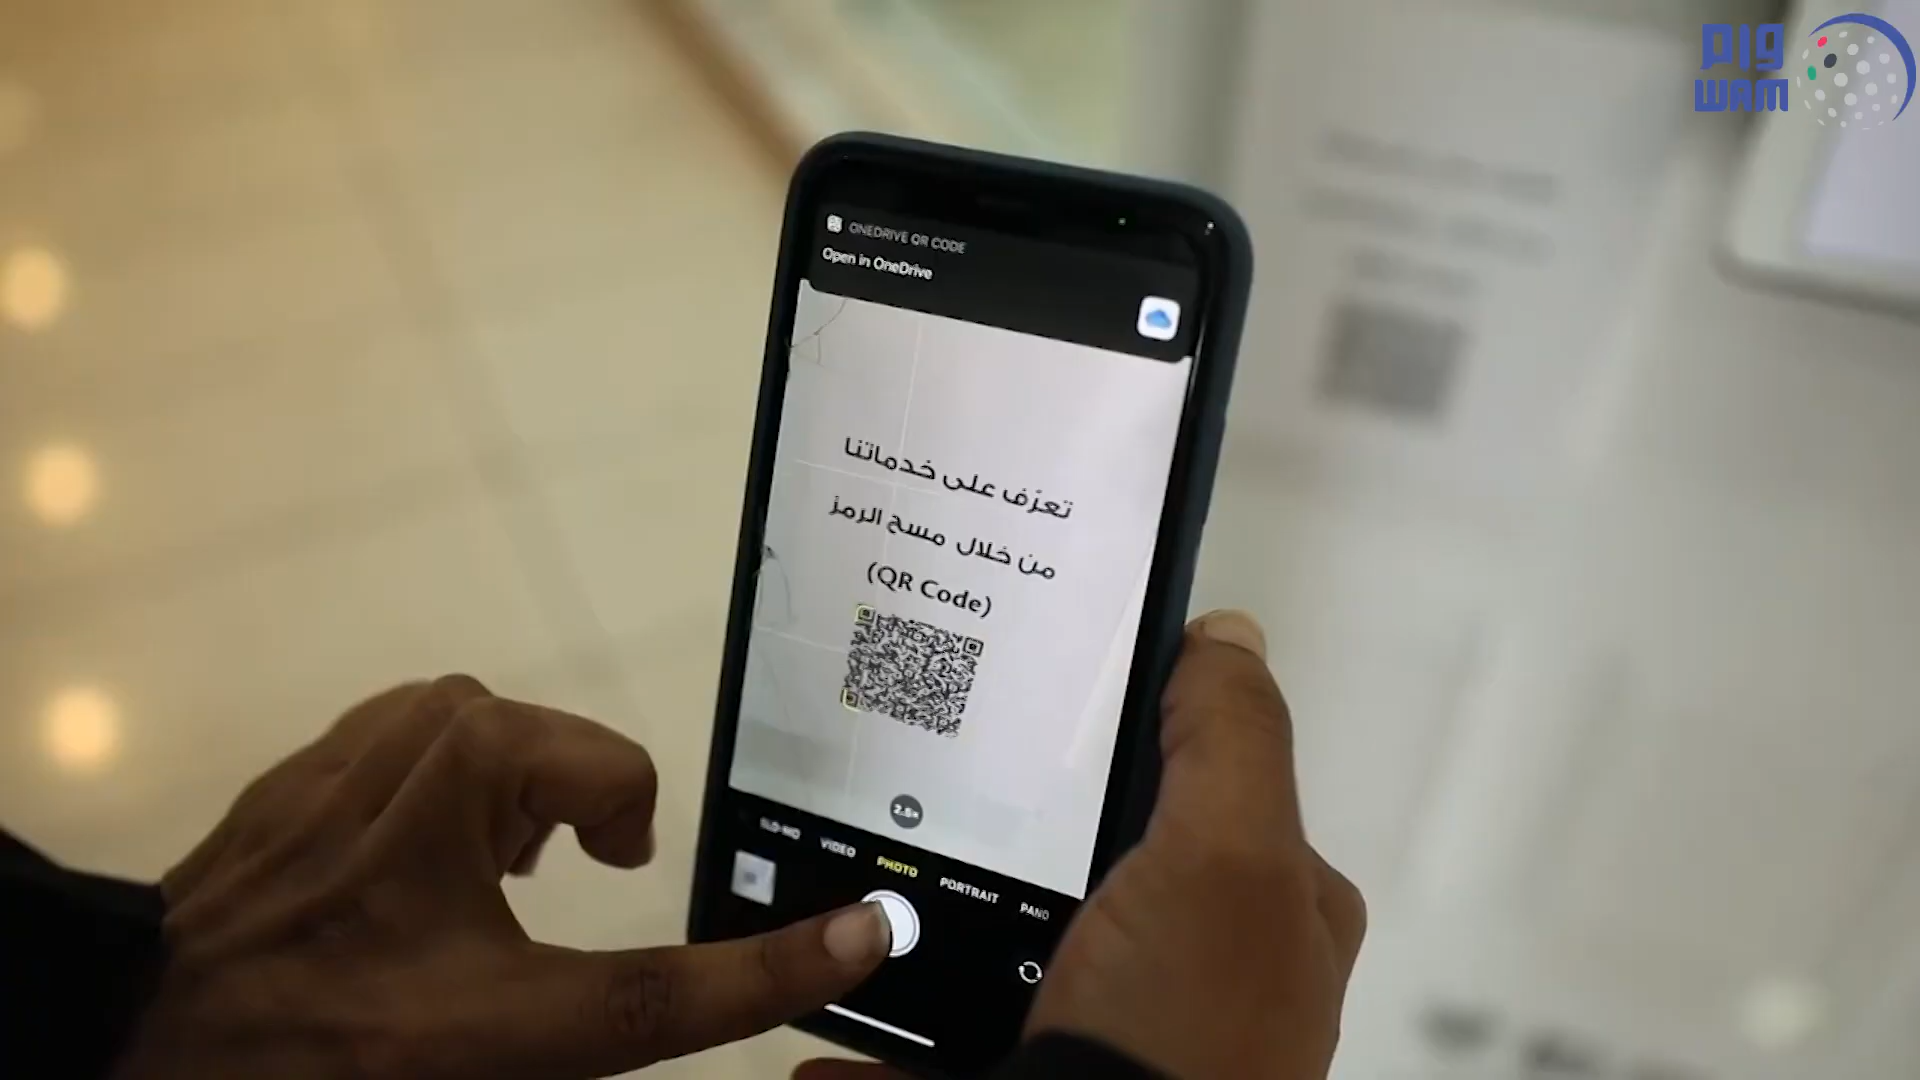 وام
WAM
ONEDRIVE QR CODE
Open in OneDrive
تعرّف على خدماتنا
من خلال مسح الرمز
(QR Code)
SLO-MO VIDEO PHOTO PORTRAIT PANO